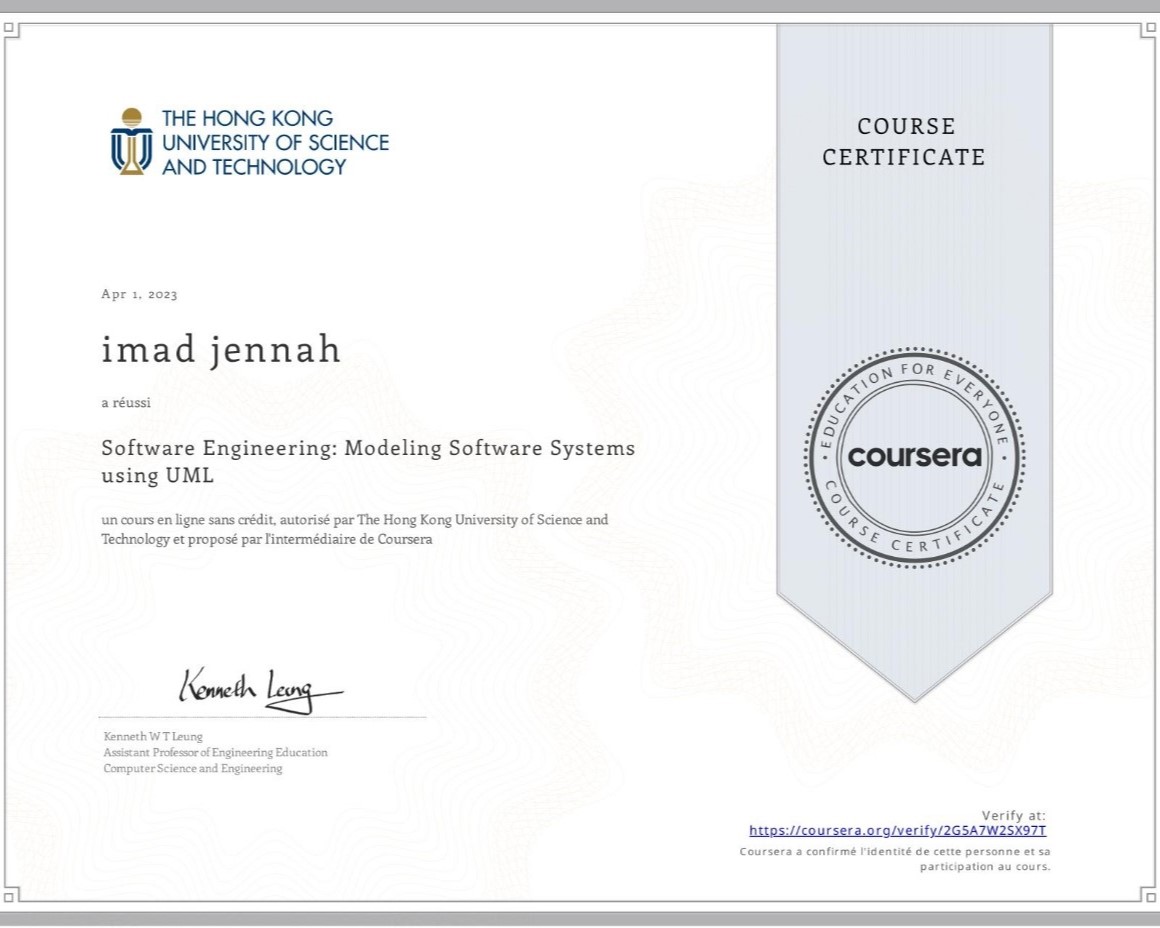 THE HONG KONG
UNIVERSITY OF SCIENCE
AND TECHNOLOGY
COURSE
CERTIFICATE
Apr 1, 2023
imad jennah
a réussi
Software Engineering: Modeling Software Systems
using UML
un cours en ligne sans crédit, autorisé par The Hong Kong University of Science and
Technology et proposé par l'intermédiaire de Coursera
EDUCATION FOR EVERYONE
coursera
COURSE CERTIFICATE
Kenneth Leung
Kenneth W T Leung
Assistant Professor of Engineering Education
Computer Science and Engineering
Verify at:
https://coursera.org/verify/2G5A7W2SX97T
Coursera a confirmé l'identité de cette personne et sa
participation au cours.